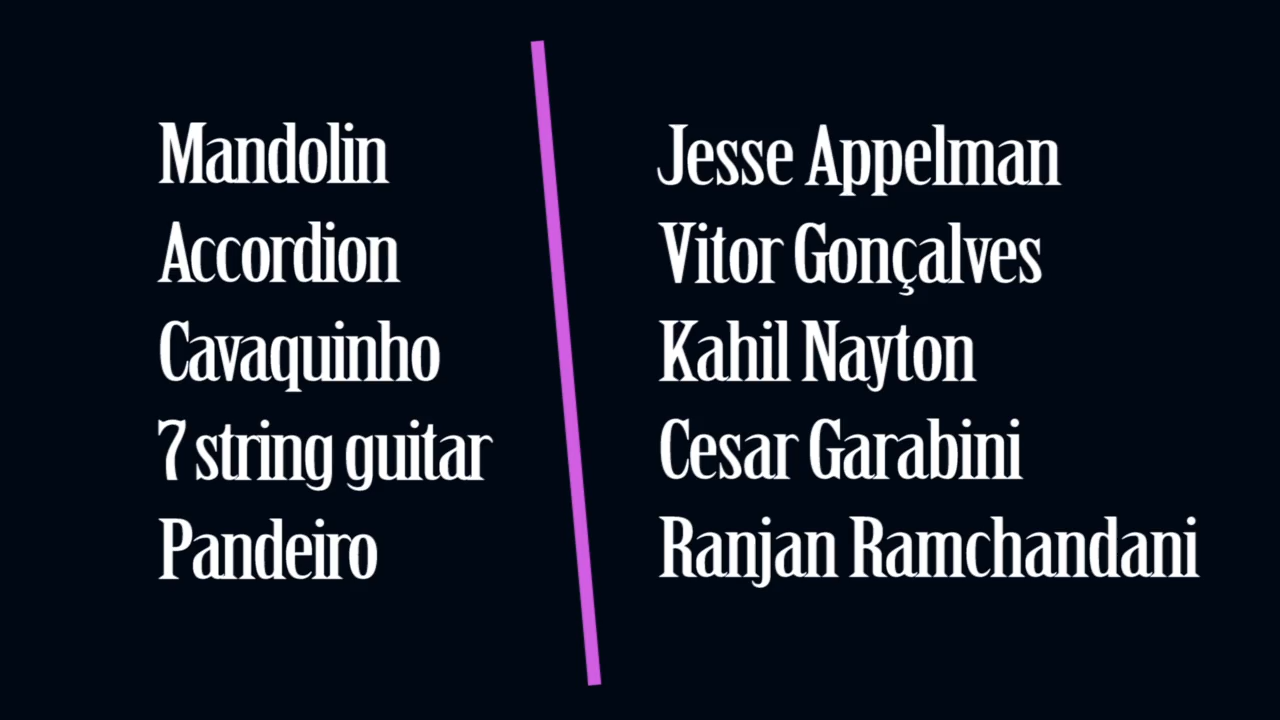 Mandolin
Jesse Appelman
Accordion
Vitor Gonçalves
Cavaquinho
Kahil Nayton
7 string guitar
Cesar Garabini
Pandeiro
Ranjan Ramchandani